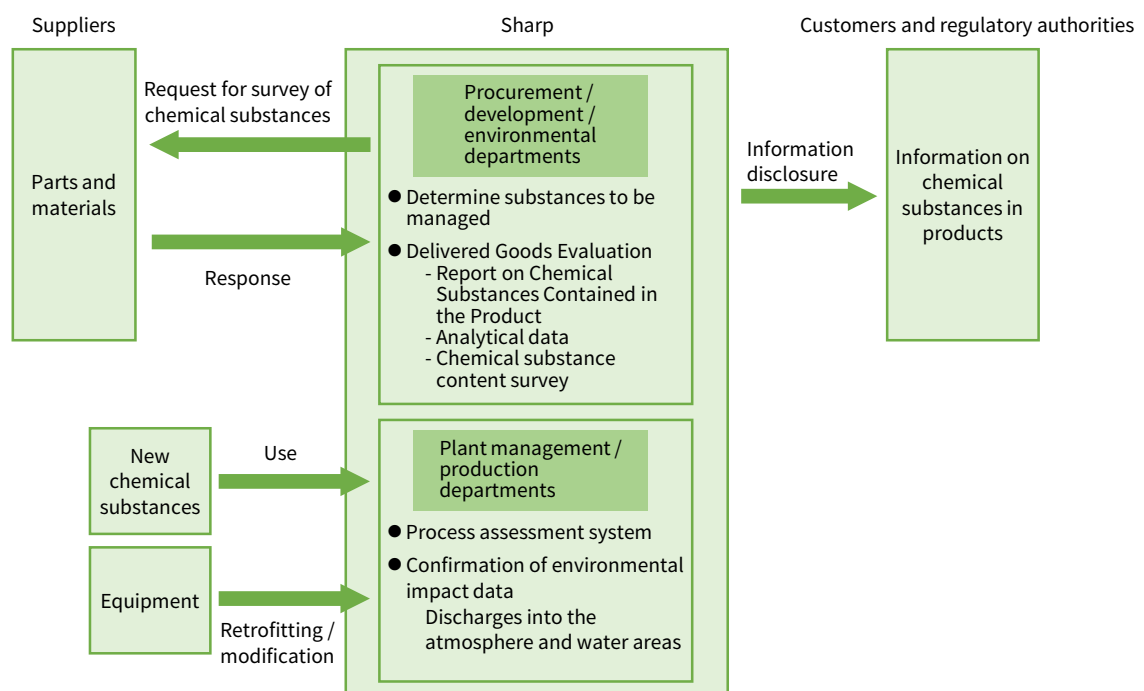 Suppliers
Sharp
Customers and regulatory authorities
Request for survey of
chemical substances
Parts and
materials
Response
Procurement /
development /
environmental
departments
● Determine substances to be
managed
● Delivered Goods Evaluation
- Report on Chemical
Substances Contained in
the Product
- Analytical data
- Chemical substance
content survey
Information
disclosure
Information on
chemical
substances in
products
New
chemical
substances
Use
Equipment
Retrofitting /
modification
Plant management /
production
departments
● Process assessment system
● Confirmation of environmental
impact data
Discharges into the
atmosphere and water areas